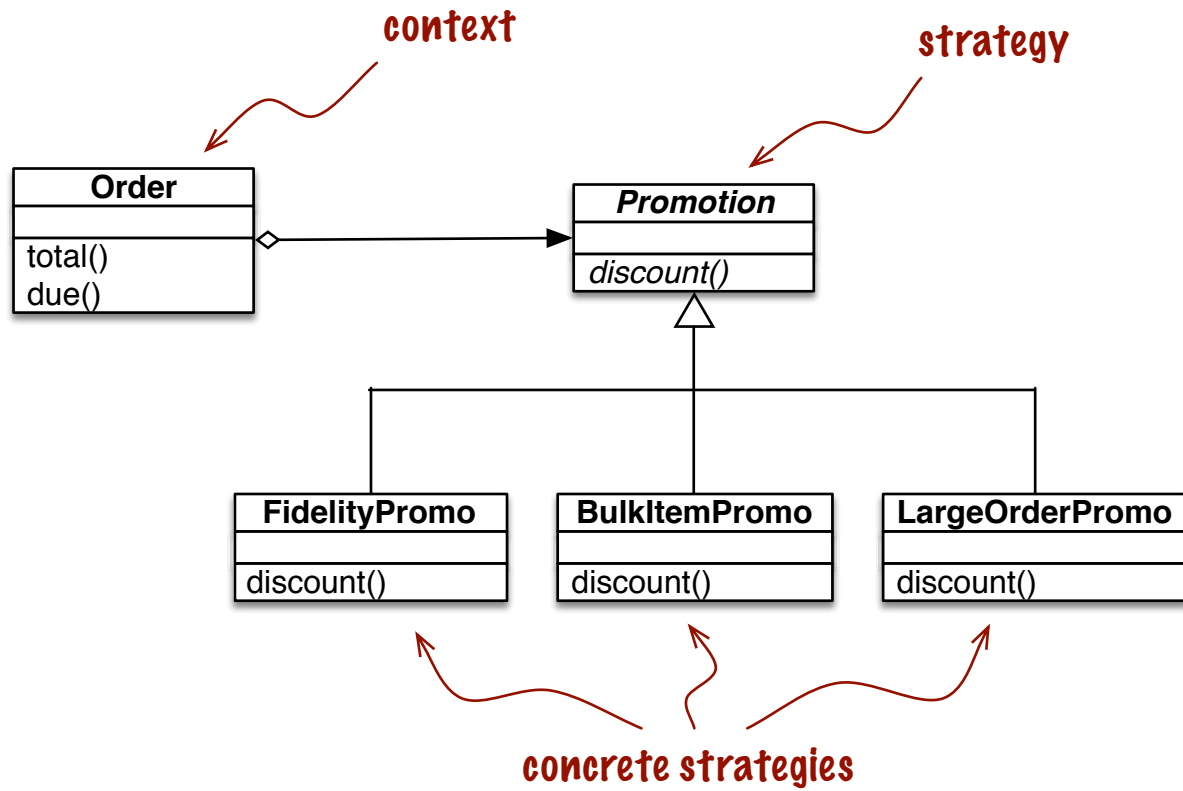 context
strategy
Order
total()
due()
Promotion
discount()
FidelityPromo
discount()
BulkItemPromo
discount()
LargeOrderPromo
discount()
concrete strategies